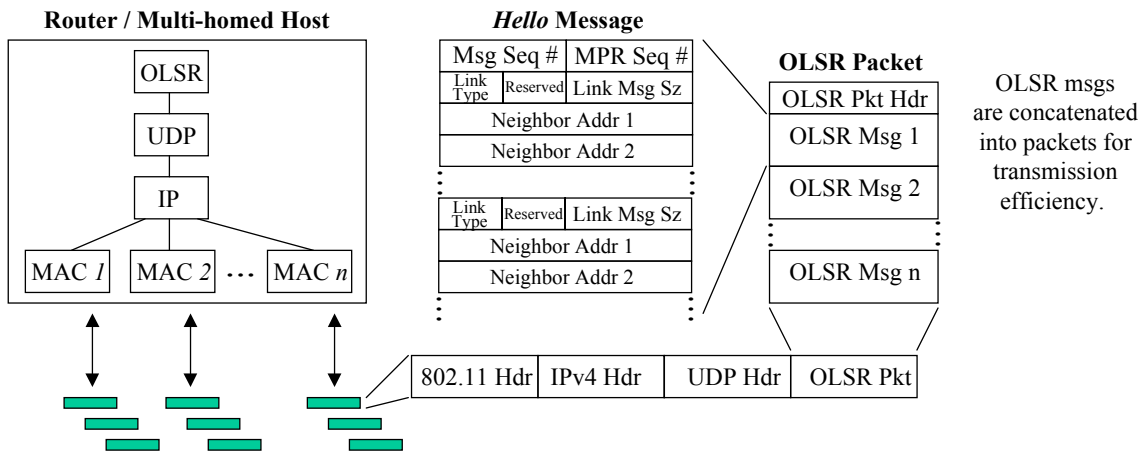 Router / Multi-homed Host
OLSR
UDP
IP
MAC 1
MAC 2
...
MAC n
Hello Message
Msg Seq # MPR Seq #
Link Type Reserved Link Msg Sz
Neighbor Addr 1
Neighbor Addr 2
Link Type Reserved Link Msg Sz
Neighbor Addr 1
Neighbor Addr 2
OLSR Packet
OLSR Pkt Hdr
OLSR Msg 1
OLSR Msg 2
OLSR Msg n
OLSR msgs
are concatenated
into packets for
transmission
efficiency.
802.11 Hdr IPv4 Hdr UDP Hdr OLSR Pkt